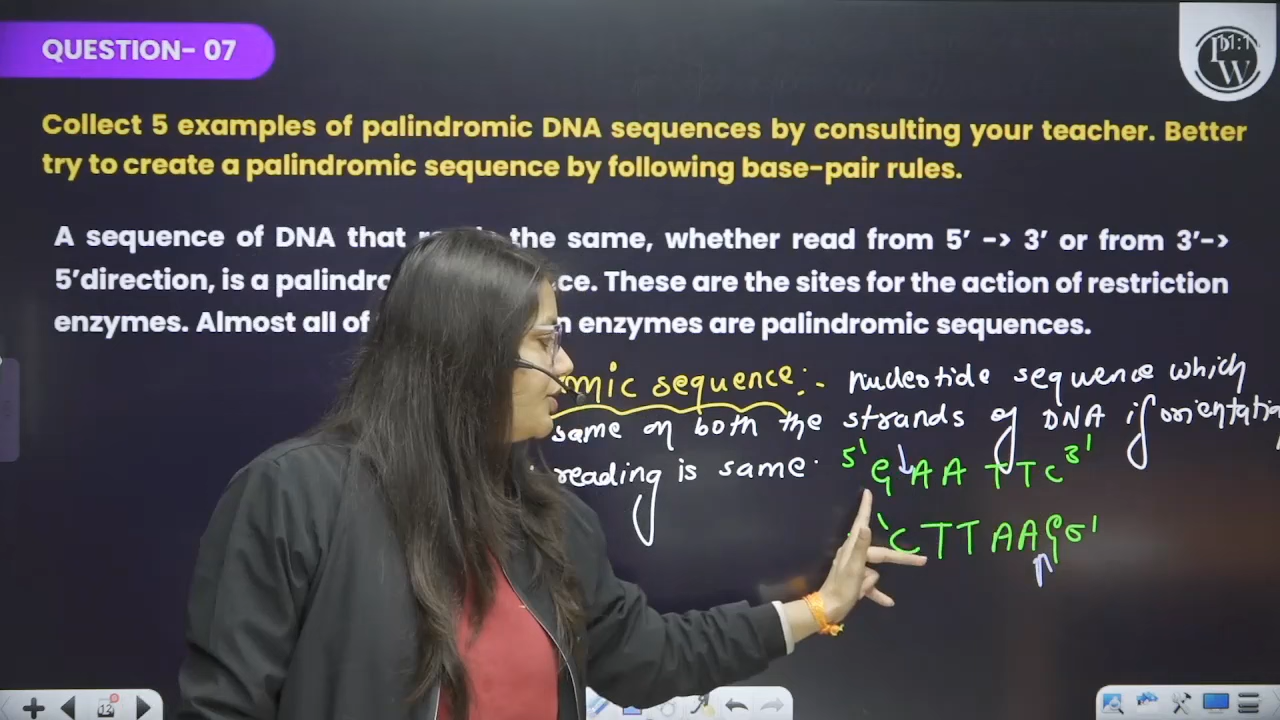 QUESTION- 07
Collect 5 examples of palindromic DNA sequences by consulting your teacher. Better
try to create a palindromic sequence by following base-pair rules.
A sequence of DNA that the same, whether read from 5’ -> 3’ or from 3’->
5’direction, is a These are the sites for the action of restriction
enzymes. Almost all of enzymes are palindromic sequences.
sequence:- nucleotide sequence which
same on both the strands of DNA if
reading is same.
5' G A A T T C 3'
C T T A A G 5'